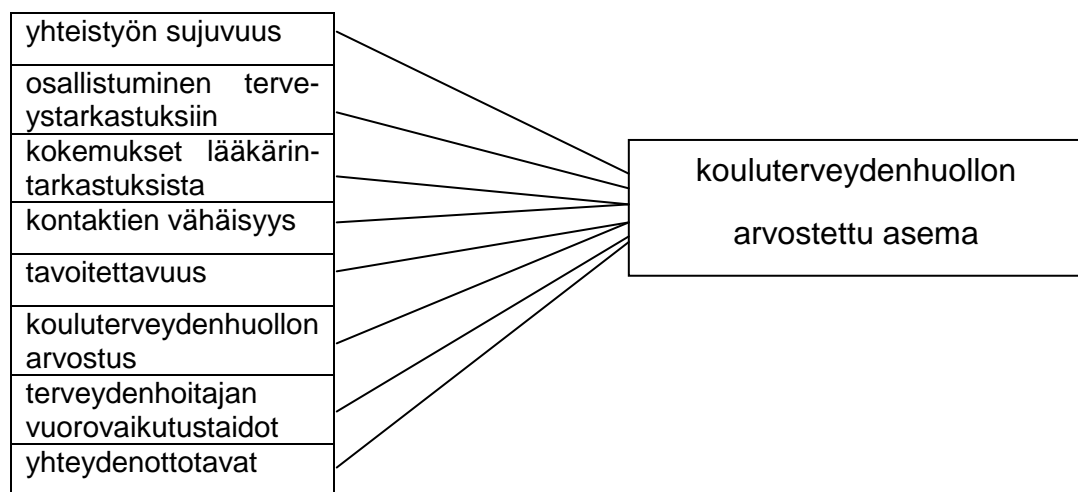 yhteistyön sujuvuus
osallistuminen terve-
ystarkastuksiin
kokemukset lääkärin-
tarkastuksista
kontaktien vähäisyys
tavoitettavuus
kouluterveydenhuollon
arvostus
terveydenhoitajan
vuorovaikutustaidot
yhteydenottotavat
kouluterveydenhuollon
arvostettu asema